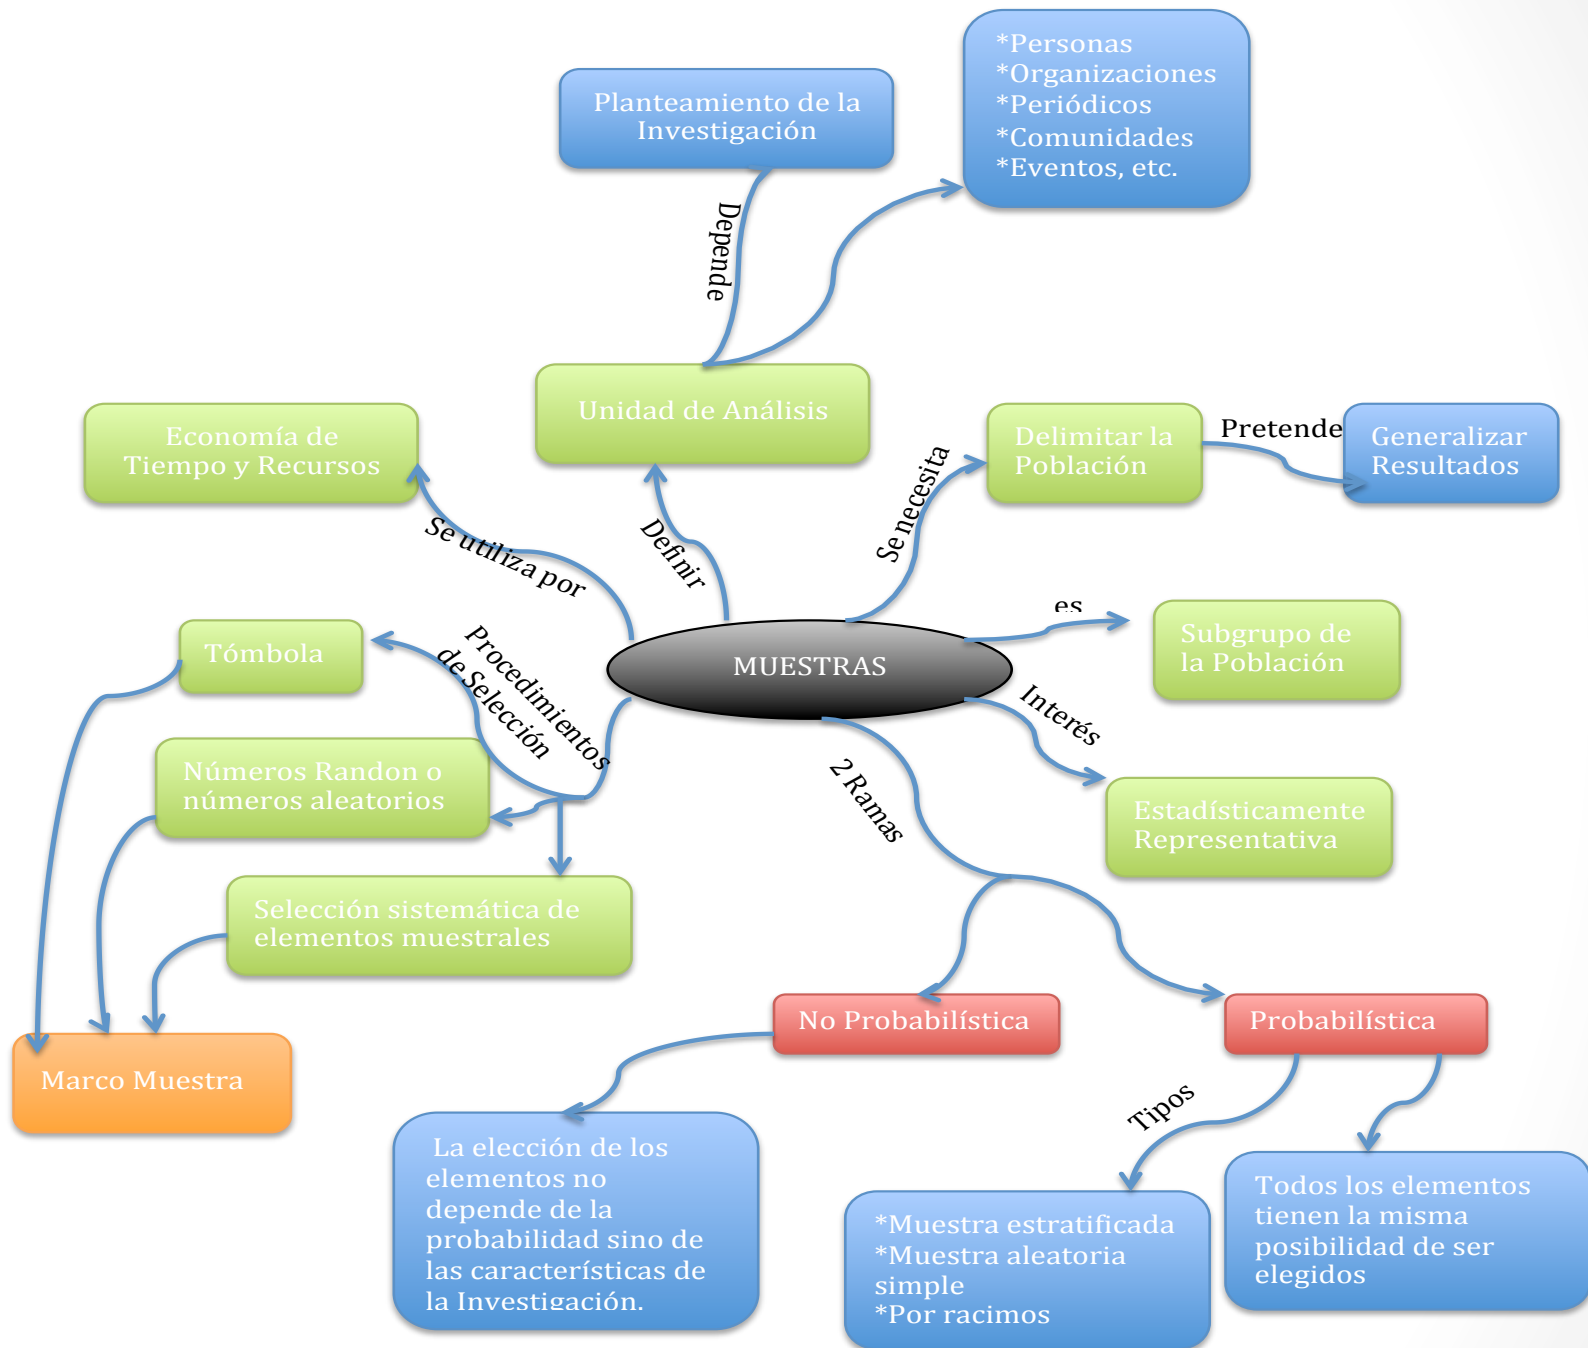 *Personas
*Organizaciones
*Periódicos
*Comunidades
*Eventos, etc.
Planteamiento de la
Investigación
Depende
Unidad de Análisis
Economía de
Tiempo y Recursos
Delimitar la
Población
Pretende
Generalizar
Resultados
Se utiliza por
Definir
Se necesita
es
Subgrupo de
la Población
MUESTRAS
Tómbola
Procedimientos
de Selección
Interés
Números Randon o
números aleatorios
2 Ramas
Estadísticamente
Representativa
Selección sistemática de
elementos muestrales
No Probabilística
Probabilística
Marco Muestra
Tipos
La elección de los
elementos no
depende de la
probabilidad sino de
las características de
la Investigación.
*Muestra estratificada
*Muestra aleatoria
simple
*Por racimos
Todos los elementos
tienen la misma
posibilidad de ser
elegidos